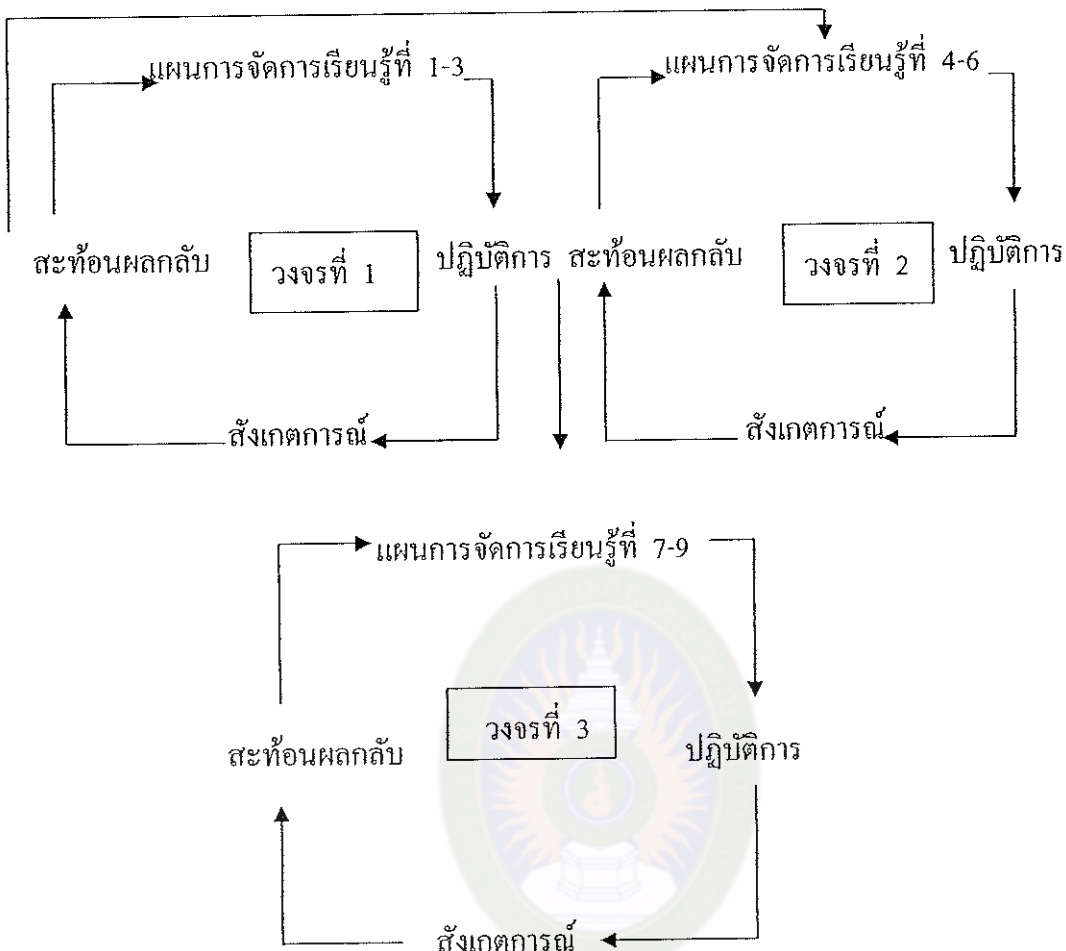 แผนการจัดการเรียนรู้ที่ 1-3
แผนการจัดการเรียนรู้ที่ 4-6
สะท้อนผลกลับ
วงจรที่ 1
ปฏิบัติการ
สะท้อนผลกลับ
วงจรที่ 2
ปฏิบัติการ
สังเกตการณ์
สังเกตการณ์
แผนการจัดการเรียนรู้ที่ 7-9
สะท้อนผลกลับ
วงจรที่ 3
ปฏิบัติการ
สังเกตการณ์